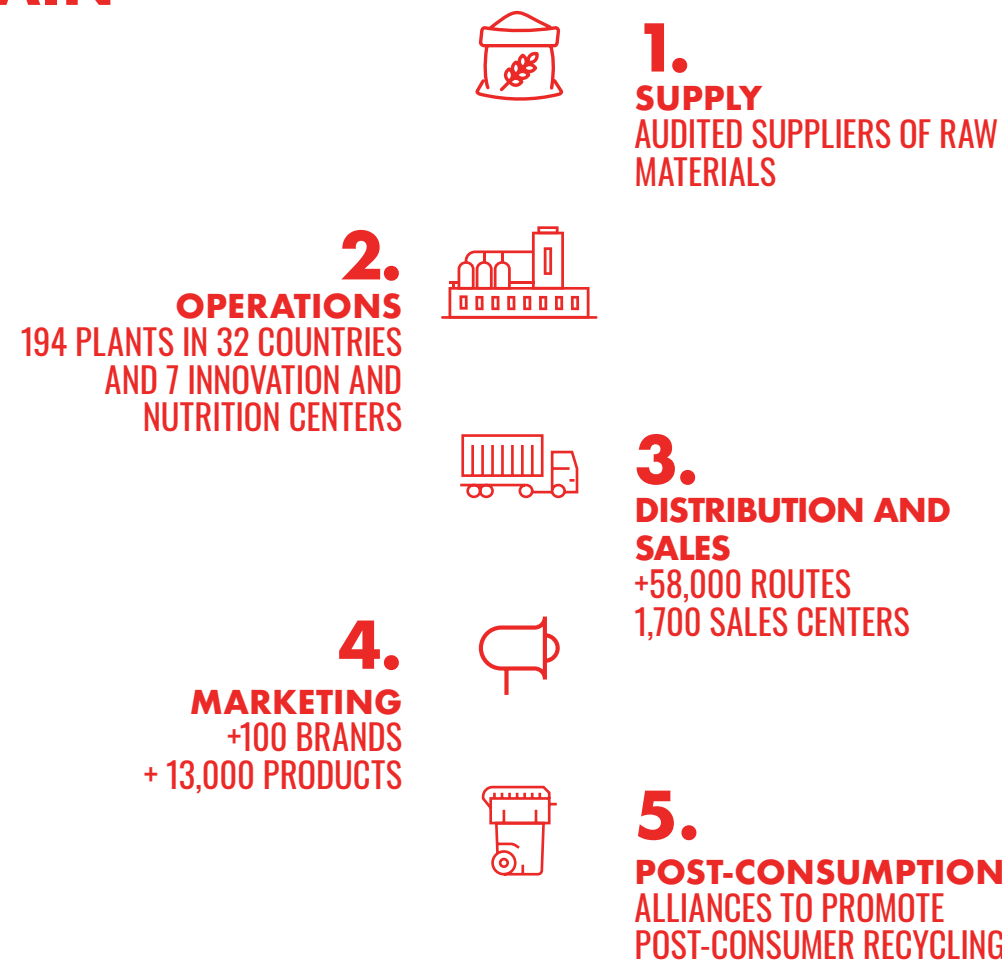 1.
SUPPLY
AUDITED SUPPLIERS OF RAW
MATERIALS
2.
OPERATIONS
194 PLANTS IN 32 COUNTRIES
AND 7 INNOVATION AND
NUTRITION CENTERS
3.
DISTRIBUTION AND
SALES
+58,000 ROUTES
1,700 SALES CENTERS
4.
MARKETING
+100 BRANDS
+ 13,000 PRODUCTS
5.
POST-CONSUMPTION
ALLIANCES TO PROMOTE
POST-CONSUMER RECYCLING